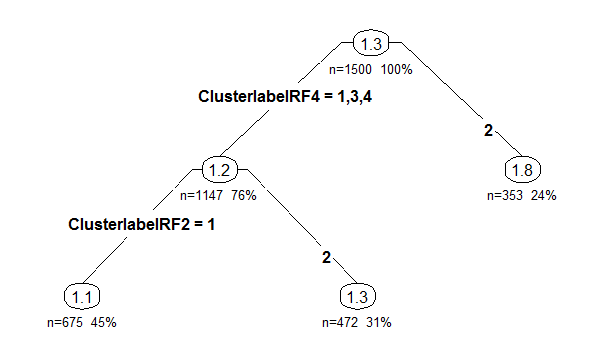 1.3
n=1500 100%
ClusterlabelRF4 = 1,3,4
2
1.2
n=1147 76%
1.8
n=353 24%
ClusterlabelRF2 = 1
2
1.1
n=675 45%
1.3
n=472 31%